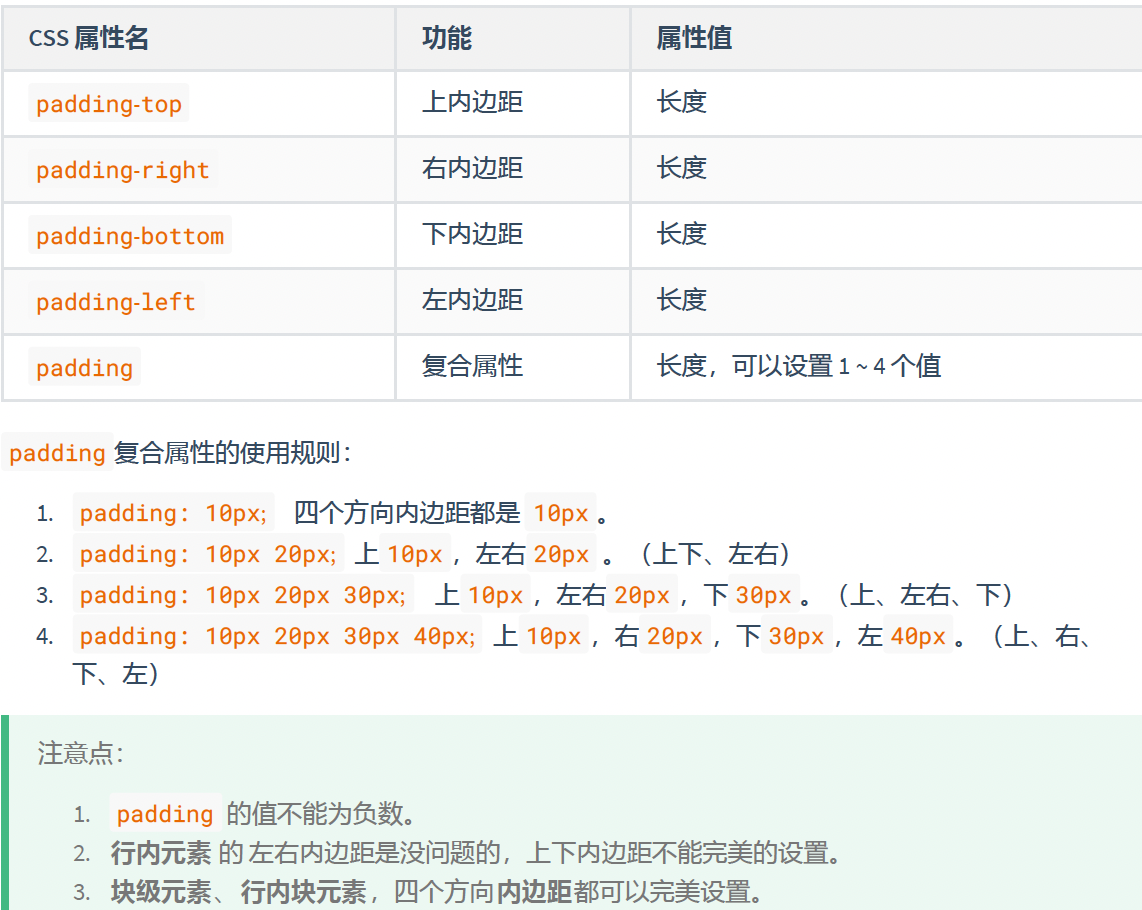 CSS 属性名 功能 属性值
padding-top 上内边距 长度
padding-right 右内边距 长度
padding-bottom 下内边距 长度
padding-left 左内边距 长度
padding 复合属性 长度，可以设置 1 ~ 4 个值
padding 复合属性的使用规则：
1. padding: 10px; 四个方向内边距都是 10px 。
2. padding: 10px 20px; 上 10px ，左右 20px 。（上下、左右）
3. padding: 10px 20px 30px; 上 10px ，左右 20px ，下 30px 。（上、左右、下）
4. padding: 10px 20px 30px 40px; 上 10px ，右 20px ，下 30px ，左 40px 。（上、右、
下、左）
注意点：
1. padding 的值不能为负数。
2. 行内元素 的 左右内边距是没问题的，上下内边距不能完美的设置。
3. 块级元素、行内块元素，四个方向内边距都可以完美设置。